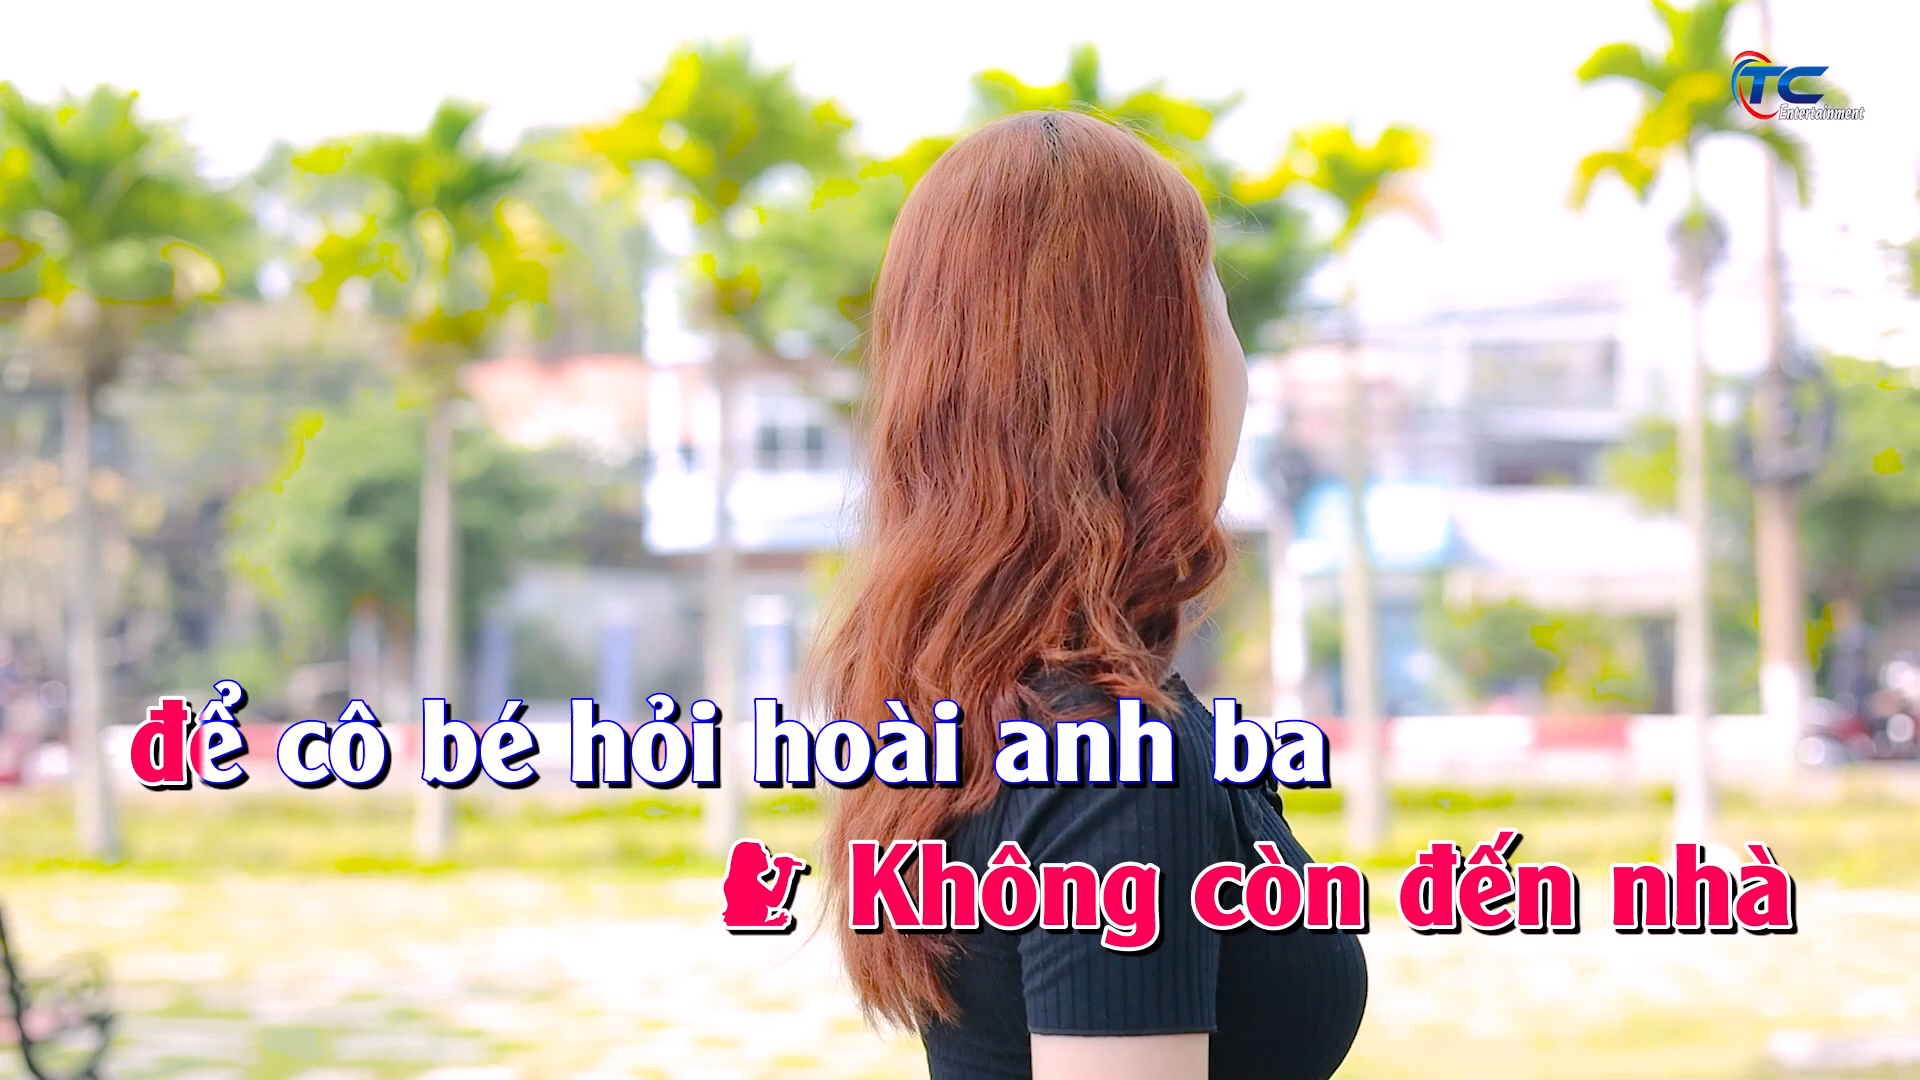 TC
Entertainment
để cô bé hỏi hoài anh ba
Không còn đến nhà